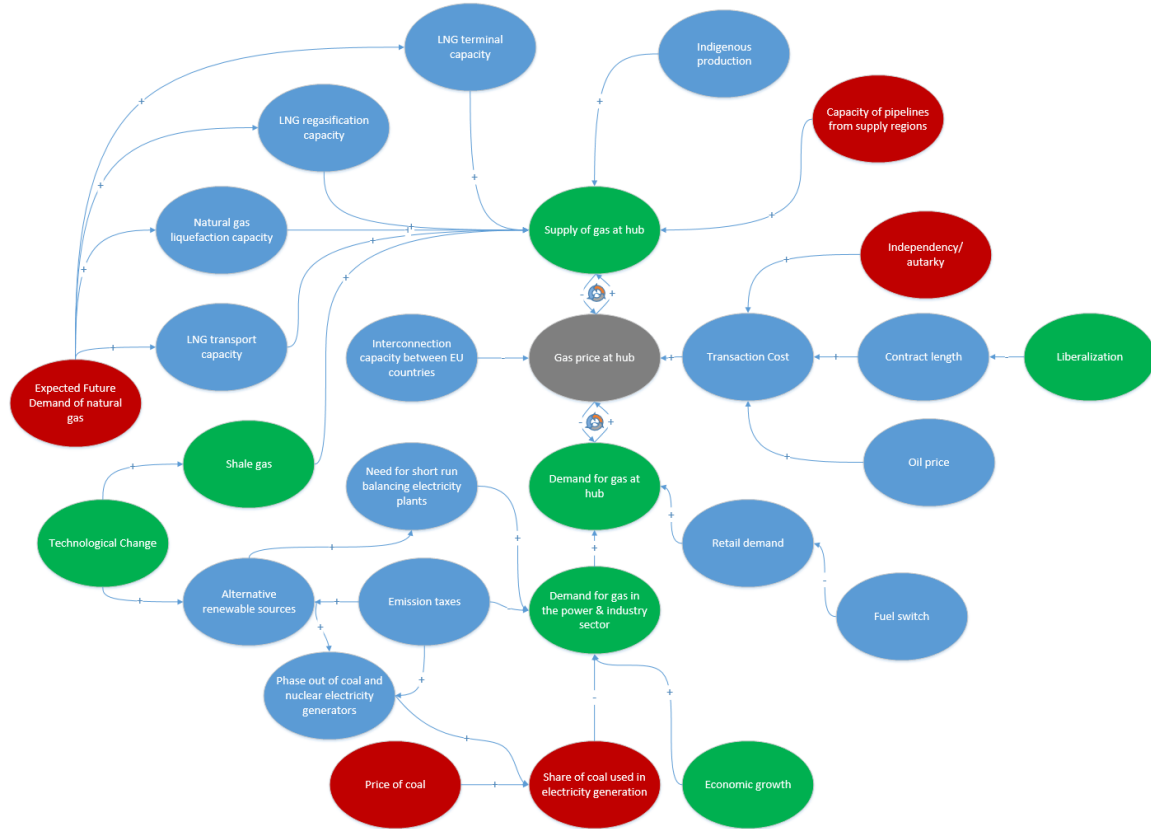 LNG terminal
capacity
Indigenous
production
Capacity of pipelines
from supply regions
LNG regasification
capacity
Natural gas
liquefaction capacity
Supply of gas at hub
Independency/
autarky
LNG transport
capacity
Interconnection
capacity between EU
countries
Gas price at hub
Transaction Cost
Contract length
Liberalization
Expected Future
Demand of natural
gas
Shale gas
Need for short run
balancing electricity
plants
Demand for gas at
hub
Oil price
Technological Change
Retail demand
Alternative
renewable sources
Emission taxes
Demand for gas in
the power & industry
sector
Fuel switch
Phase out of coal and
nuclear electricity
generators
Price of coal
Share of coal used in
electricity generation
Economic growth